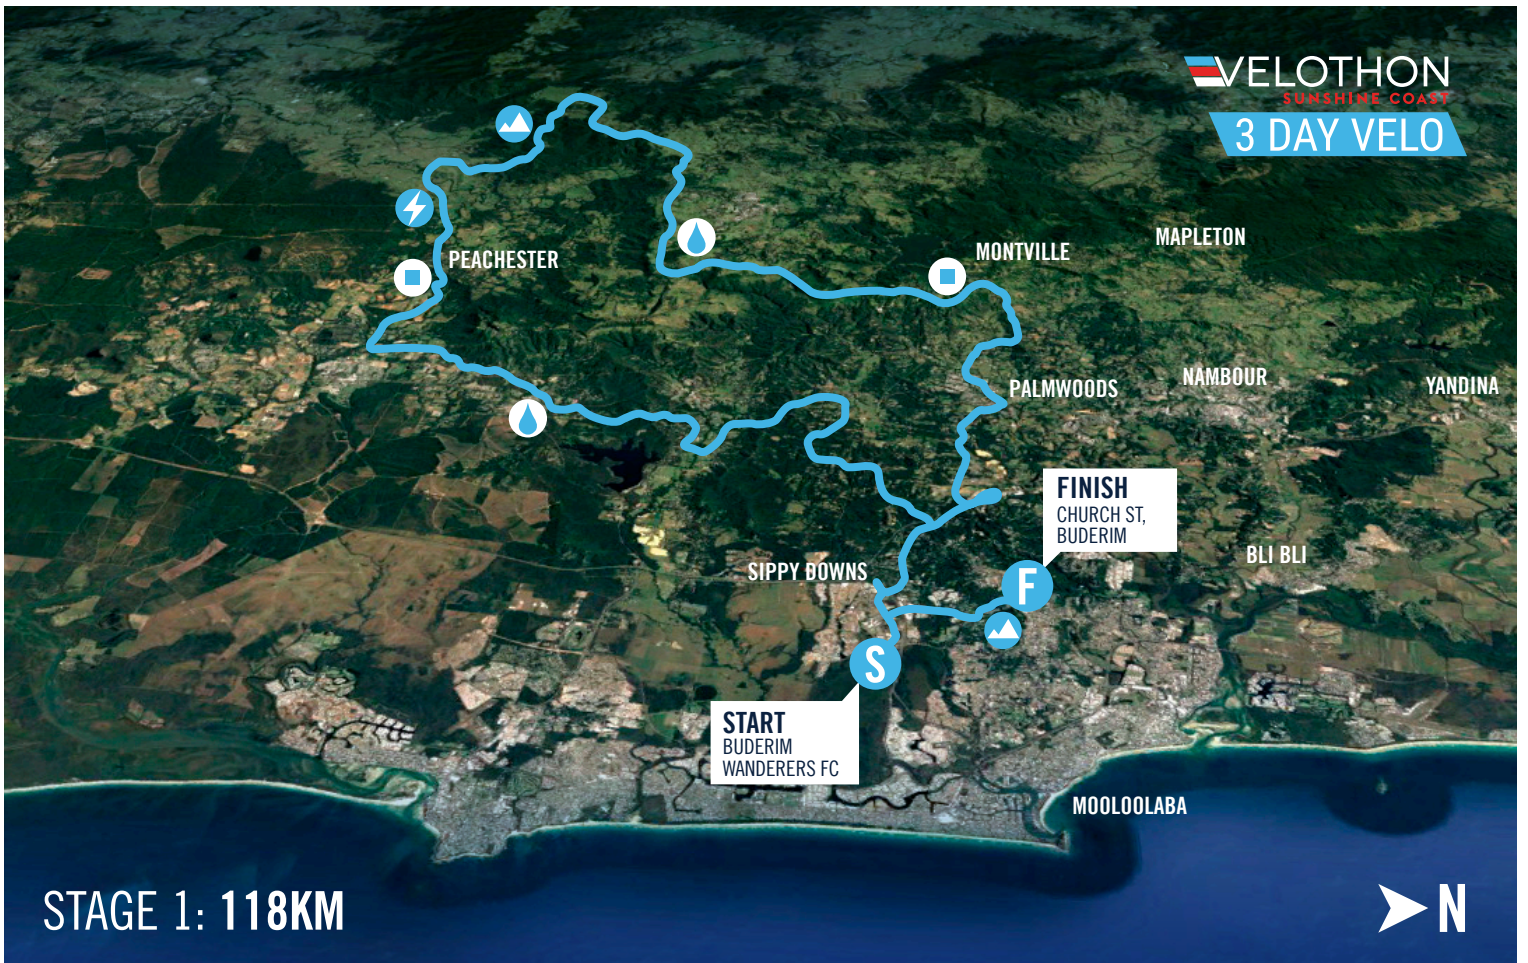 VELOTHON
SUNSHINE COAST
3 DAY VELO
MAPLETON
MONTVILLE
PEACHESTER
NAMBOUR
YANDINA
PALMWOODS
FINISH
CHURCH ST,
BUDERIM
BLI BLI
SIPPY DOWNS
F
S
START
BUDERIM
WANDERERS FC
MOOLOOLABA
STAGE 1: 118KM
N